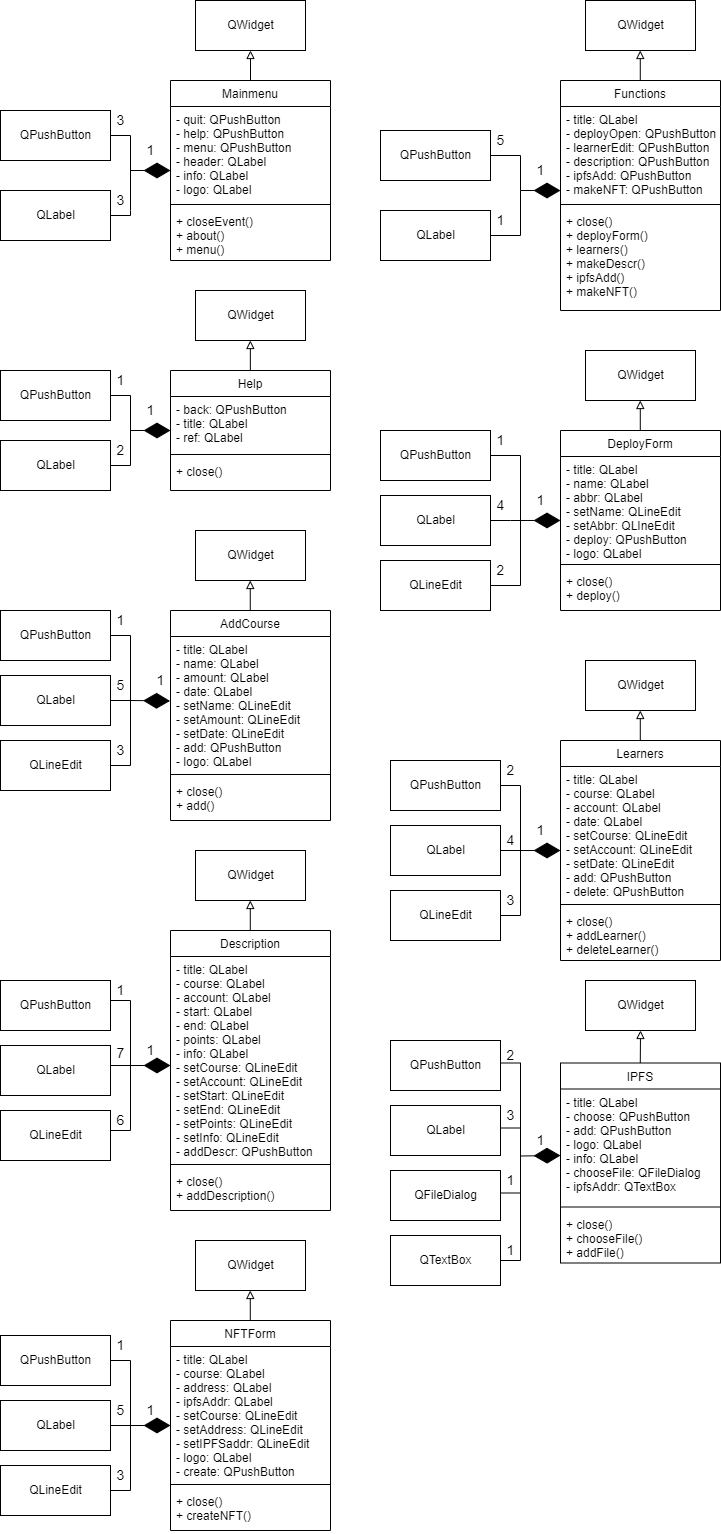 QWidget
Mainmenu
- quit: QPushButton
- help: QPushButton
- menu: QPushButton
- header: QLabel
- info: QLabel
- logo: QLabel
+ closeEvent()
+ about()
+ menu()
QPushButton
3
1
QLabel
3
QWidget
Functions
- title: QLabel
- deployOpen: QPushButton
- learnerEdit: QPushButton
- description: QPushButton
- ipfsAdd: QPushButton
- makeNFT: QPushButton
+ close()
+ deployForm()
+ learners()
+ makeDescr()
+ ipfsAdd()
+ makeNFT()
QPushButton
5
1
QLabel
1
QWidget
Help
- back: QPushButton
- title: QLabel
- ref: QLabel
+ close()
QPushButton
1
1
QLabel
2
QWidget
DeployForm
- title: QLabel
- name: QLabel
- abbr: QLabel
- setName: QLineEdit
- setAbbr: QLIneEdit
- deploy: QPushButton
- logo: QLabel
+ close()
+ deploy()
QPushButton
1
1
QLabel
4
QLineEdit
2
QWidget
AddCourse
- title: QLabel
- name: QLabel
- amount: QLabel
- date: QLabel
- setName: QLineEdit
- setAmount: QLineEdit
- setDate: QLineEdit
- add: QPushButton
- logo: QLabel
+ close()
+ add()
QPushButton
1
1
QLabel
5
QLineEdit
3
QWidget
Learners
- title: QLabel
- course: QLabel
- account: QLabel
- date: QLabel
- setCourse: QLineEdit
- setAccount: QLineEdit
- setDate: QLineEdit
- add: QPushButton
- delete: QPushButton
+ close()
+ addLearner()
+ deleteLearner()
QPushButton
2
1
QLabel
4
QLineEdit
3
QWidget
Description
- title: QLabel
- course: QLabel
- account: QLabel
- start: QLabel
- end: QLabel
- points: QLabel
- info: QLabel
- setCourse: QLineEdit
- setAccount: QLineEdit
- setStart: QLineEdit
- setEnd: QLineEdit
- setPoints: QLineEdit
- setInfo: QLineEdit
- addDescr: QPushButton
+ close()
+ addDescription()
QPushButton
1
1
QLabel
7
QLineEdit
6
QWidget
IPFS
- title: QLabel
- choose: QPushButton
- add: QPushButton
- logo: QLabel
- info: QLabel
- chooseFile: QFileDialog
- ipfsAddr: QTextBox
+ close()
+ chooseFile()
+ addFile()
QPushButton
2
1
QLabel
3
QFileDialog
1
QTextBox
1
QWidget
NFTForm
- title: QLabel
- course: QLabel
- address: QLabel
- ipfsAddr: QLabel
- setCourse: QLineEdit
- setAddress: QLineEdit
- setIPFSaddr: QLineEdit
- logo: QLabel
- create: QPushButton
+ close()
+ createNFT()
QPushButton
1
1
QLabel
5
QLineEdit
3